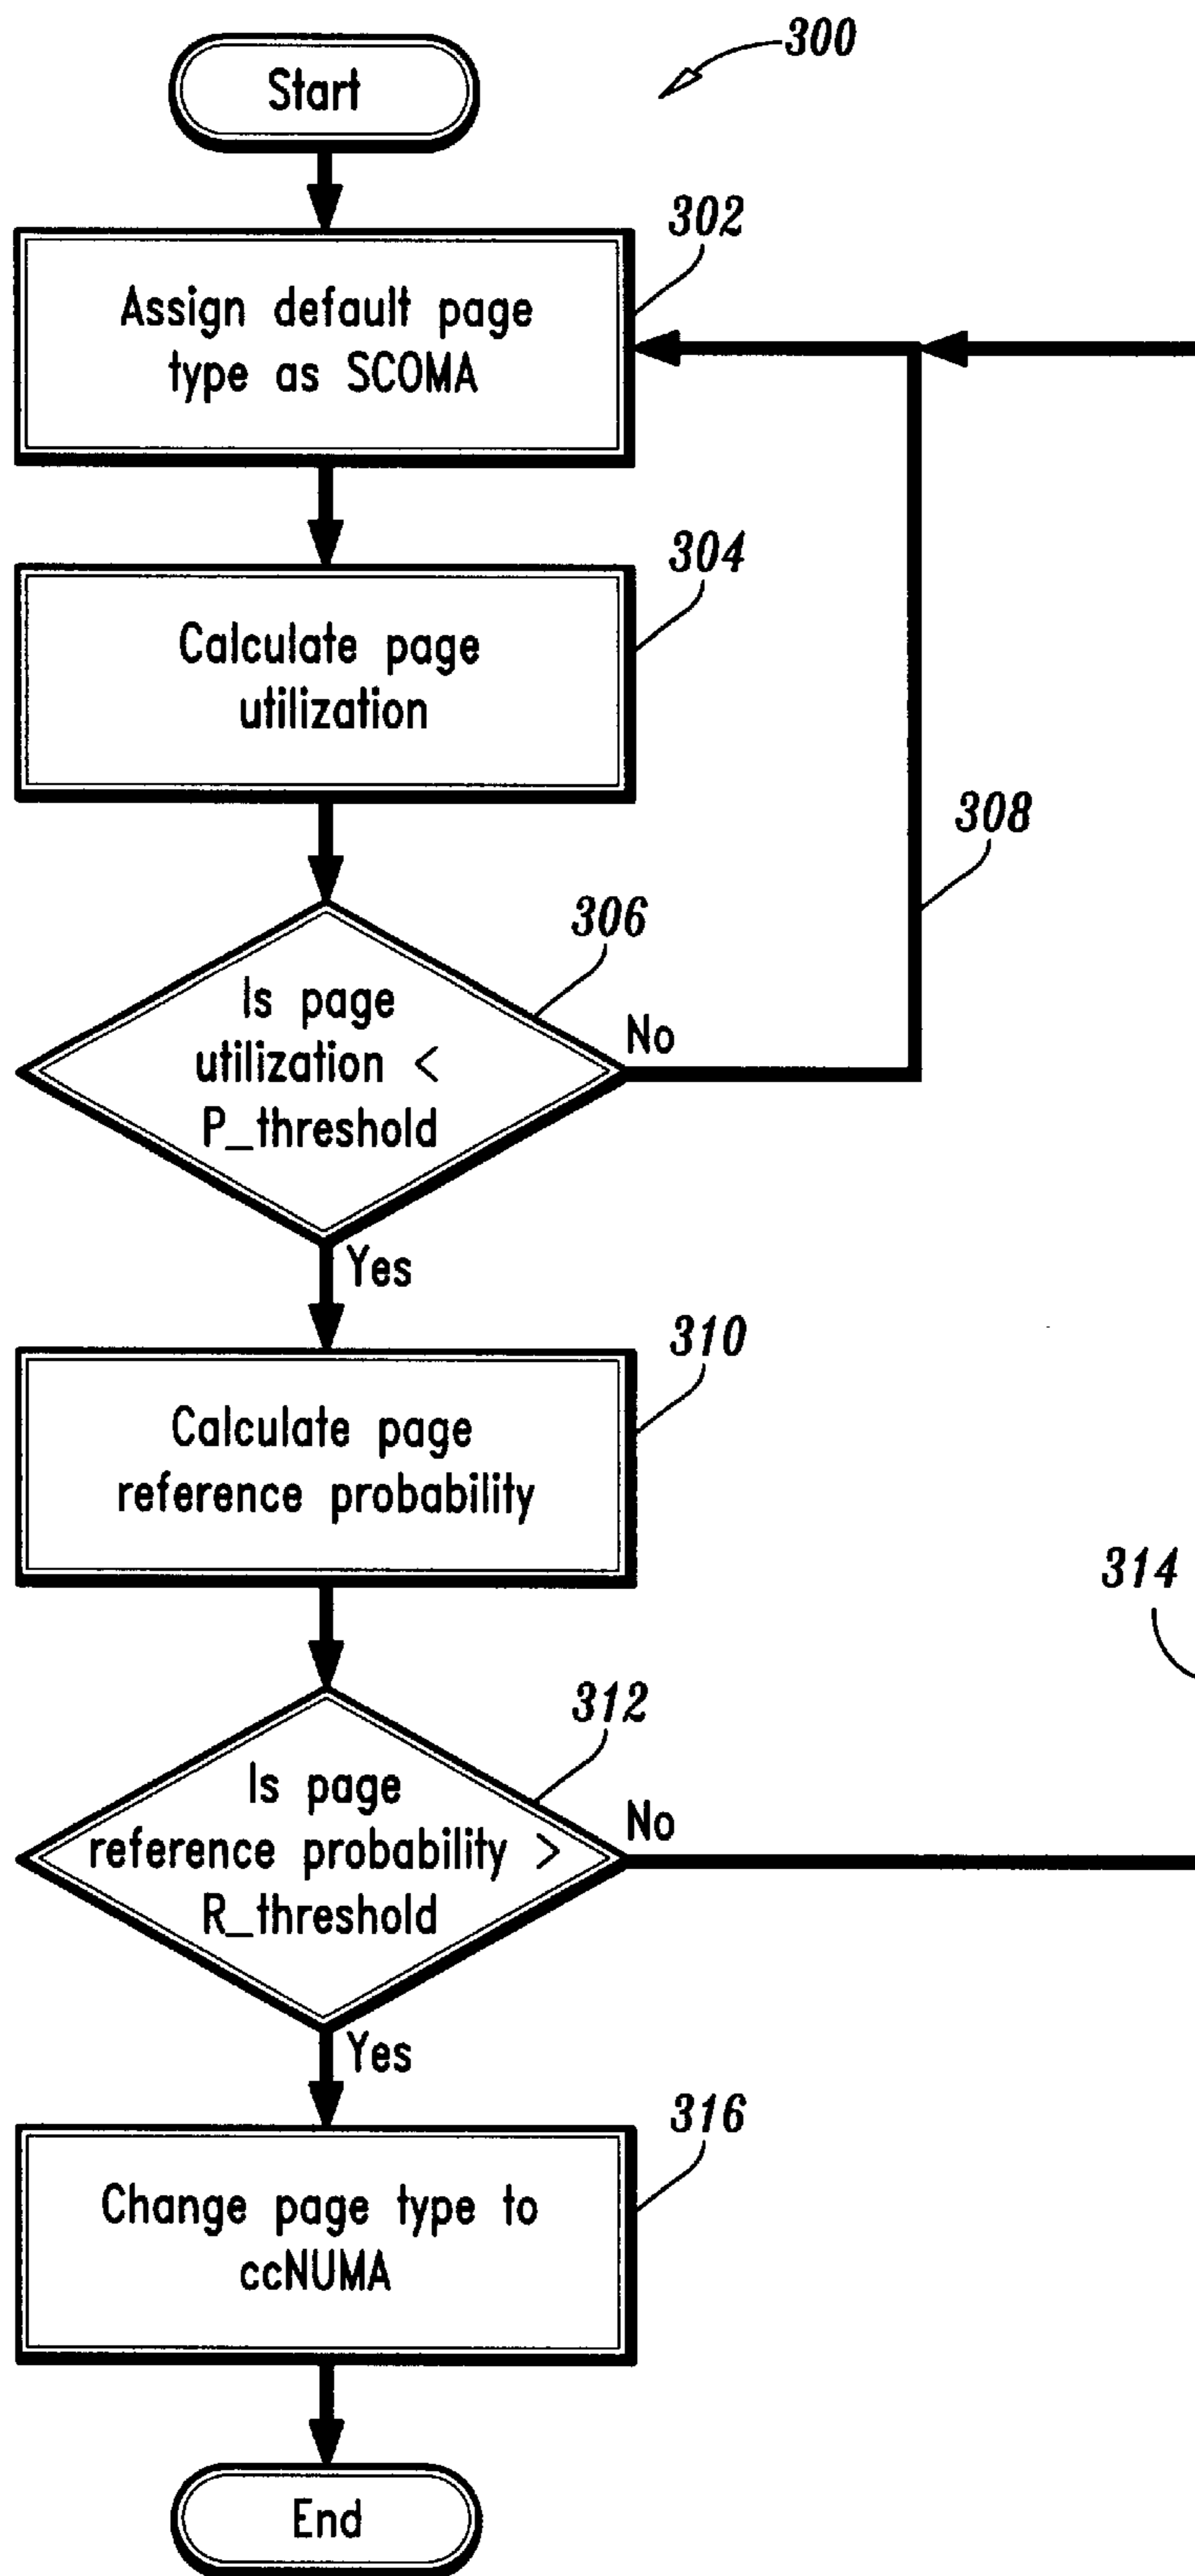 300
Start
302
Assign default page
type as SCOMA
304
Calculate page
utilization
308
306
Is page
utilization <
P_threshold
No
Yes
310
Calculate page
reference probability
314
312
Is page
reference probability >
R_threshold
No
Yes
316
Change page type to
ccNUMA
End